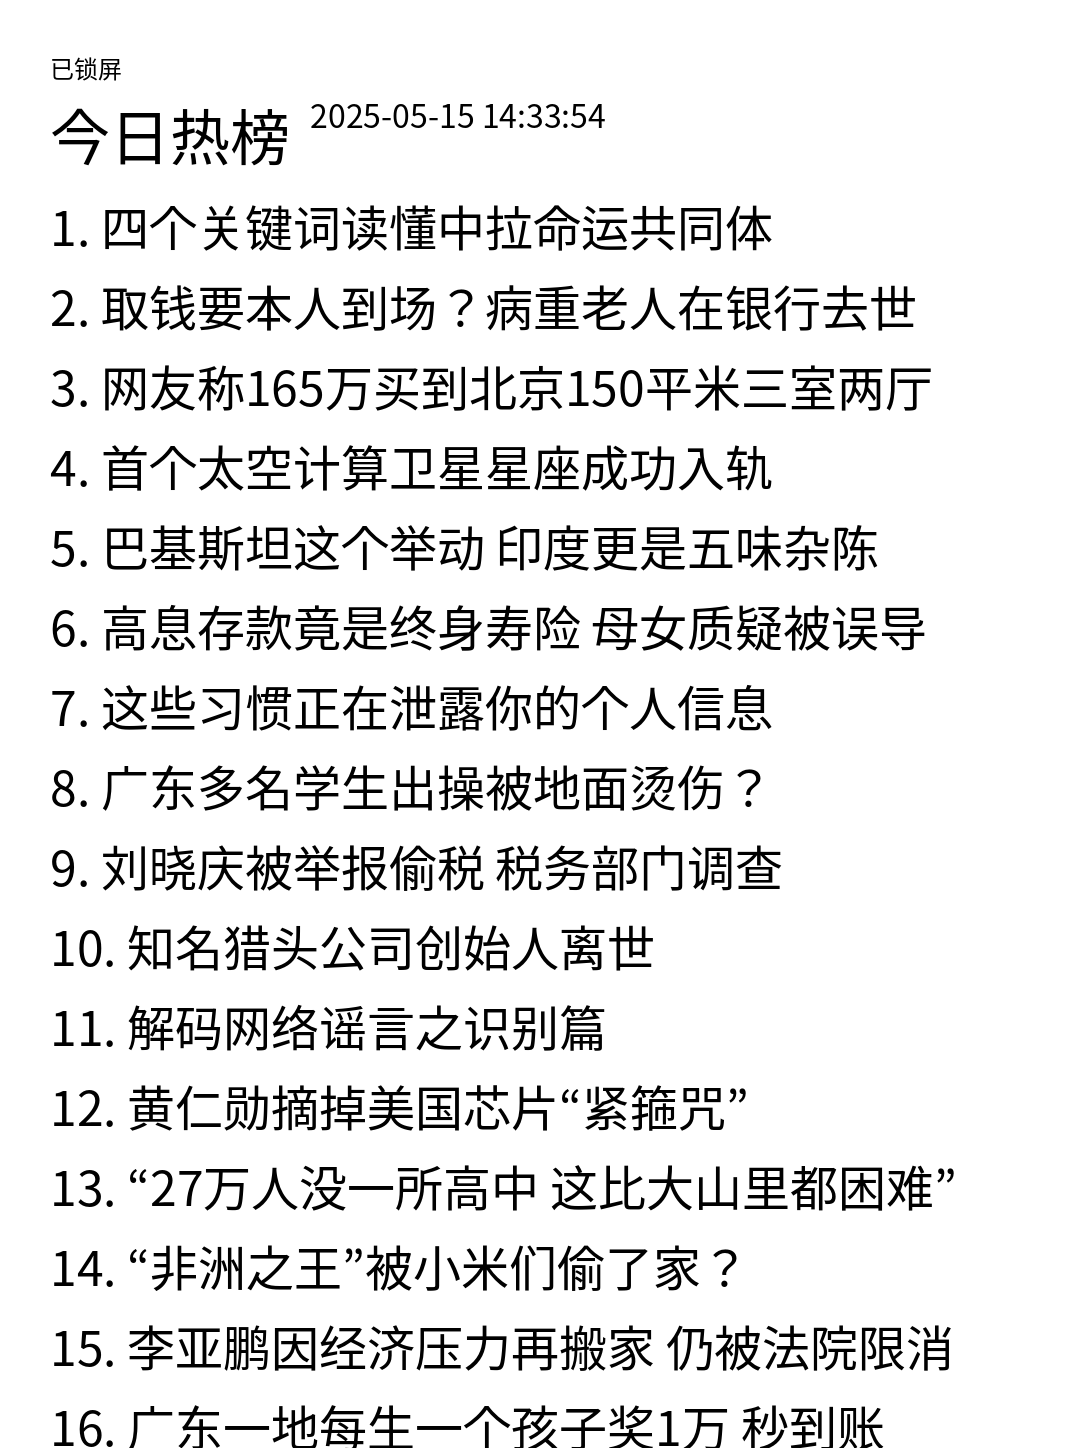 已锁屏
今日热榜 2025-05-15 14:33:54
1. 四个关键词读懂中拉命运共同体
2. 取钱要本人到场？病重老人在银行去世
3. 网友称165万买到北京150平米三室两厅
4. 首个太空计算卫星星座成功入轨
5. 巴基斯坦这个举动 印度更是五味杂陈
6. 高息存款竟是终身寿险 母女质疑被误导
7. 这些习惯正在泄露你的个人信息
8. 广东多名学生出操被地面烫伤？
9. 刘晓庆被举报偷税 税务部门调查
10. 知名猎头公司创始人离世
11. 解码网络谣言之识别篇
12. 黄仁勋摘掉美国芯片“紧箍咒”
13. “27万人没一所高中 这比大山里都困难”
14. “非洲之王”被小米们偷了家？
15. 李亚鹏因经济压力再搬家 仍被法院限消
16. 广东一地每生一个孩子奖1万 秒到账